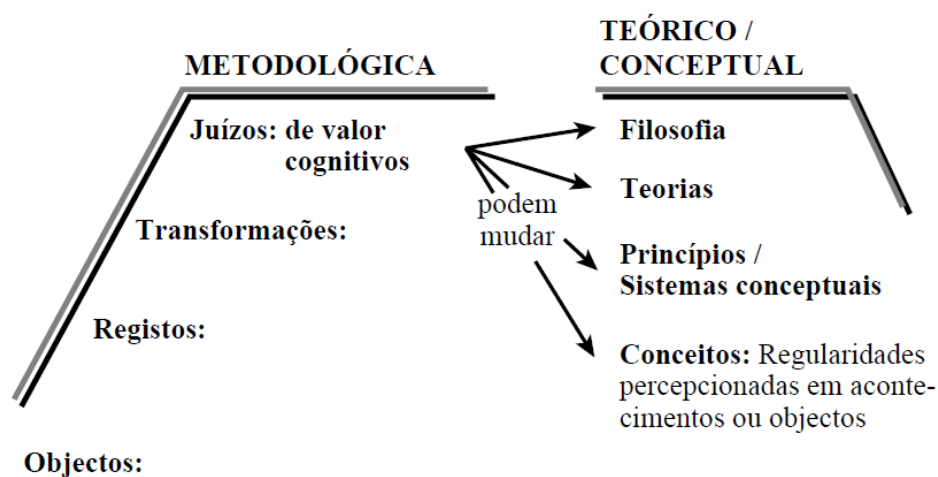 METODOLÓGICA
Juízos: de valor
cognitivos
Transformações:
Registos:
Objectos:
podem
mudar
TEÓRICO /
CONCEPTUAL
Filosofia
Teorias
Princípios /
Sistemas conceptuais
Conceitos: Regularidades
percepcionadas em aconte-
cimentos ou objectos